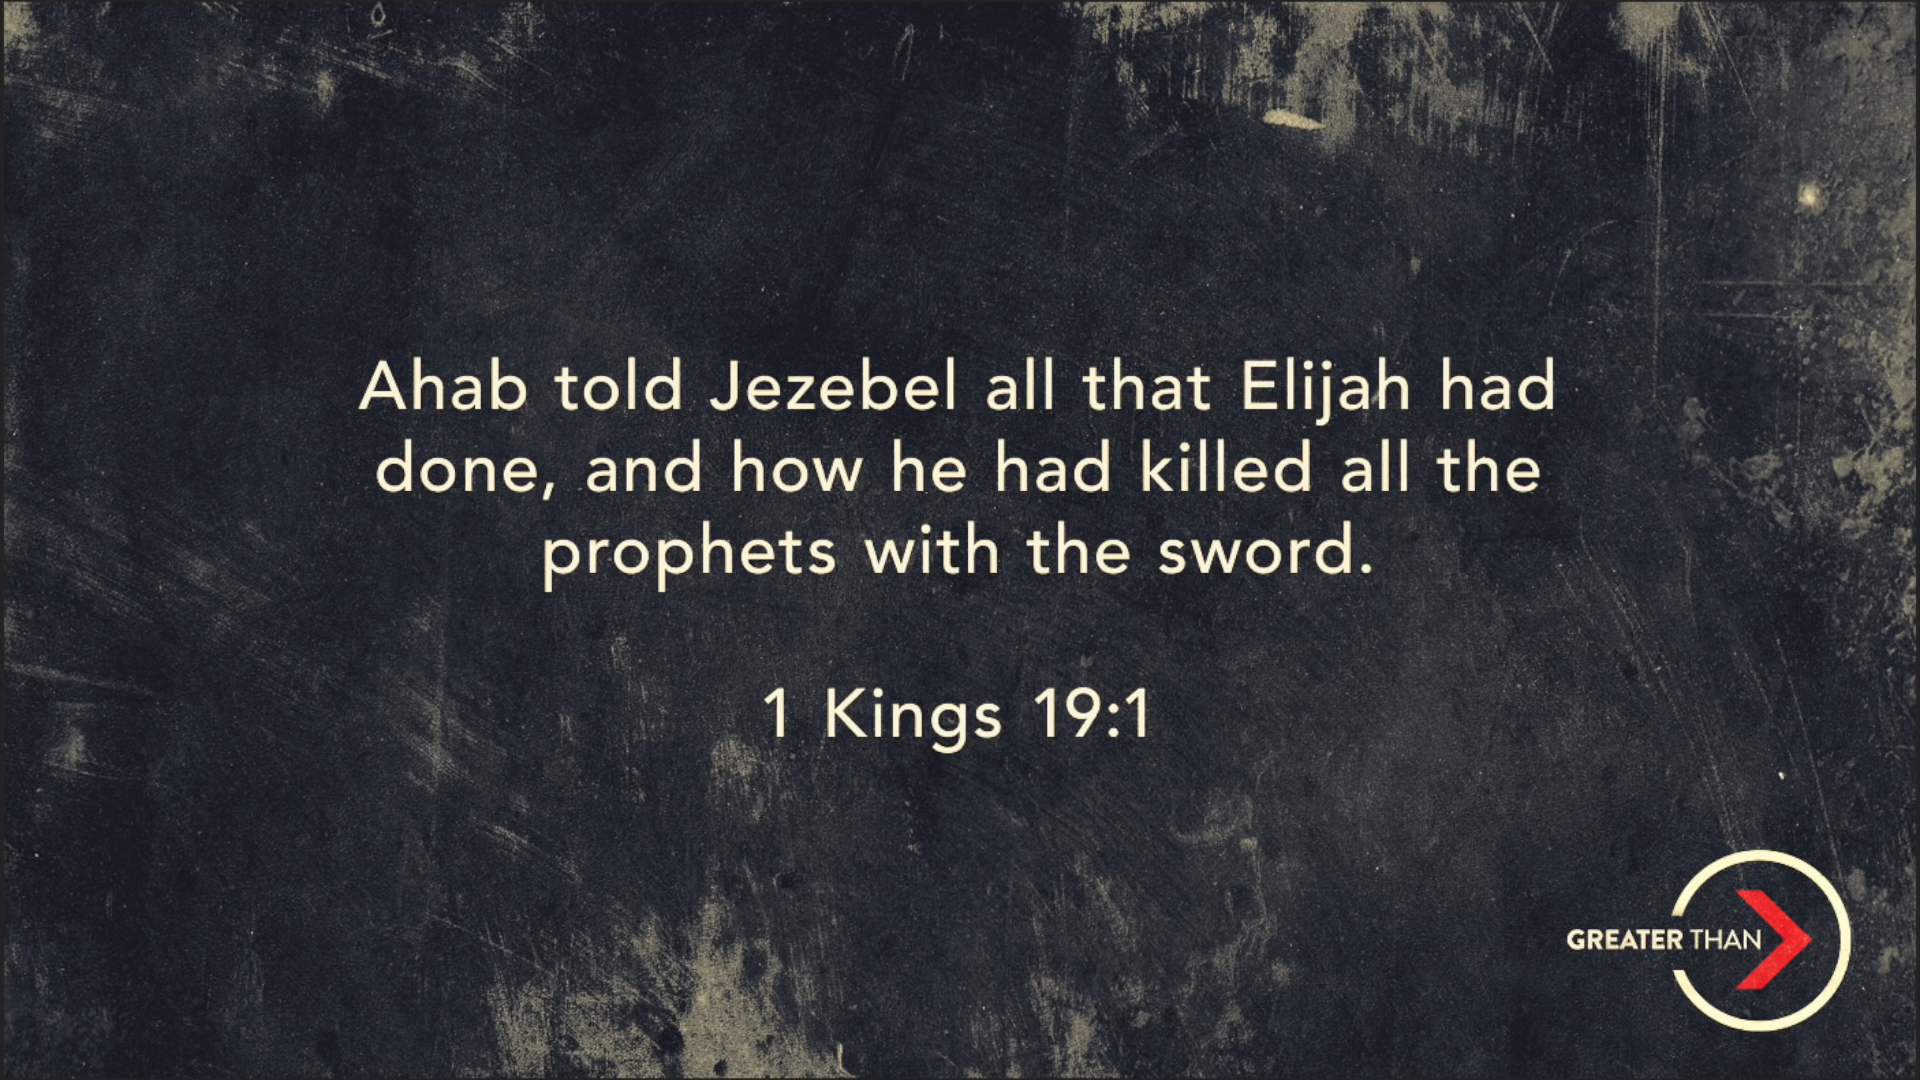 Ahab told Jezebel all that Elijah had
done, and how he had killed all the
prophets with the sword.
1 Kings 19:1
GREATER THAN